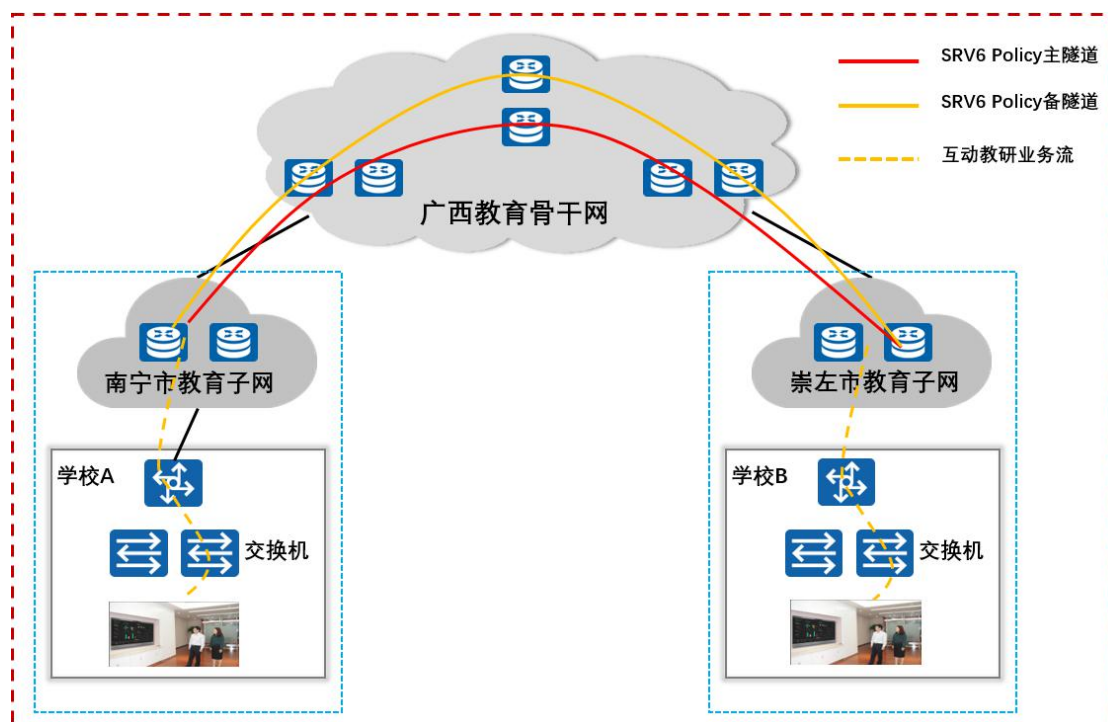 SRV6 Policy主隧道
SRV6 Policy备隧道
互动教研业务流
广西教育骨干网
南宁市教育子网
崇左市教育子网
学校A
交换机
学校B
交换机